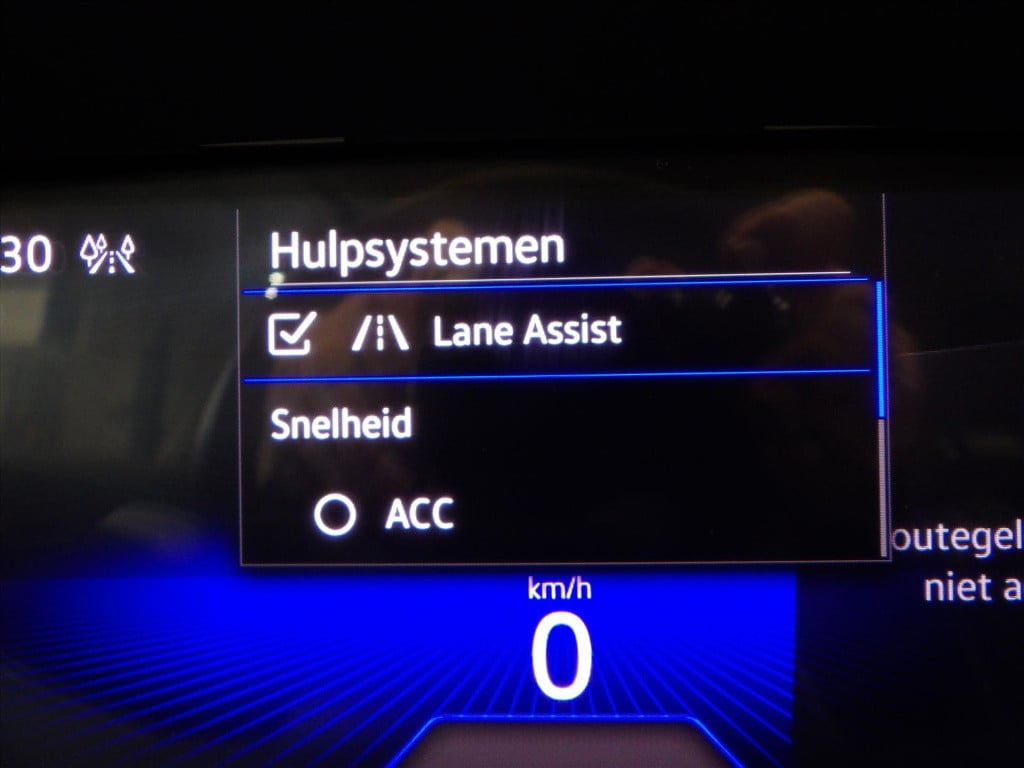 30
Hulpsystemen
Lane Assist
Snelheid
ACC
km/h
0
niet